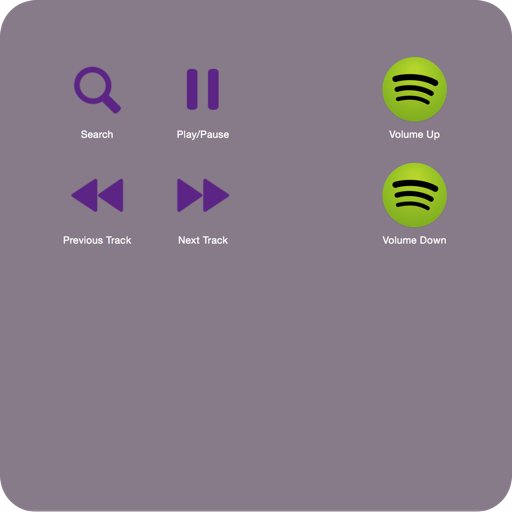 Search
Play/Pause
Volume Up
Previous Track
Next Track
Volume Down